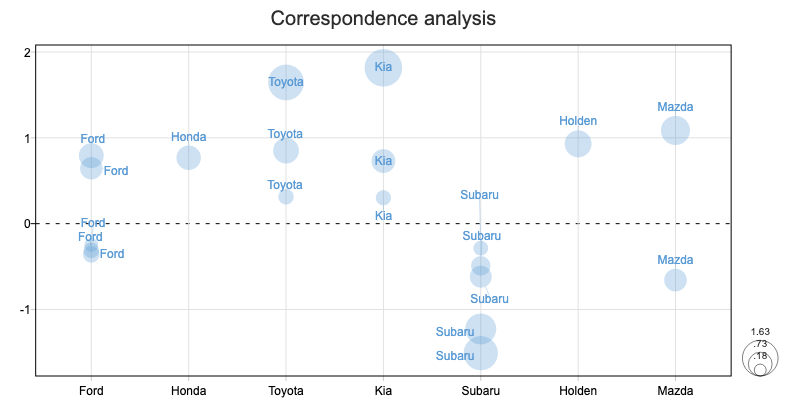 Correspondence analysis
2
Kia
Toyota
Mazda
Holden
1
Ford
Honda
Toyota
Kia
Ford
Toyota
Subaru
Kia
0
Ford
Ford
Subaru
Ford
Mazda
Subaru
-1
Subaru
Subaru
1.63
.73
.18
Ford Honda Toyota Kia Subaru Holden Mazda